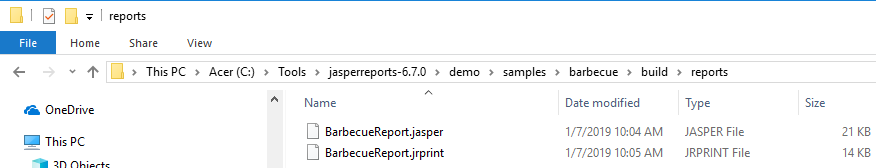 reports
File Home Share View
This PC Acer (C:) Tools jasperreports-6.7.0 demo samples barbecue build reports
Name Date modified Type Size
OneDrive
BarbecueReport.jasper 1/7/2019 10:04 AM JASPER File 21 KB
This PC
BarbecueReport.jrprint 1/7/2019 10:05 AM JRPRINT File 14 KB
3D Objects